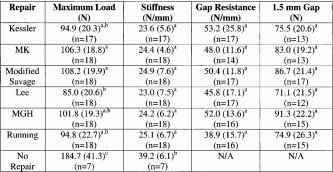 Repair Maximum Load (N) Stiffness (N/mm) Gap Resistance (N/mm) 1.5 mm Gap (N)
Kessler 94.9 (20.3)a,b (n=17) 23.6 (5.6)a (n=17) 53.2 (25.8)a (n=17) 75.5 (20.6)a (n=13)
MK 106.3 (18.8)a (n=18) 24.4 (4.6)a (n=18) 48.0 (11.6)a (n=14) 83.0 (19.2)a (n=13)
Modified Savage 108.2 (19.9)a (n=18) 24.9 (7.6)a (n=18) 50.4 (11.8)a (n=17) 86.7 (21.4)a (n=17)
Lee 85.0 (20.6)b (n=18) 23.0 (7.5)a (n=18) 45.8 (17.1)a (n=17) 71.1 (21.5)a (n=12)
MGH 101.8 (19.3)a,b (n=18) 24.2 (6.2)a (n=18) 52.0 (13.6)a (n=16) 91.3 (22.2)a (n=15)
Running 94.8 (22.7)a,b (n=18) 25.1 (6.7)a (n=18) 38.9 (15.7)a (n=16) 74.9 (26.3)a (n=15)
No Repair 184.7 (41.3)c (n=7) 39.2 (6.1)b (n=7) N/A N/A